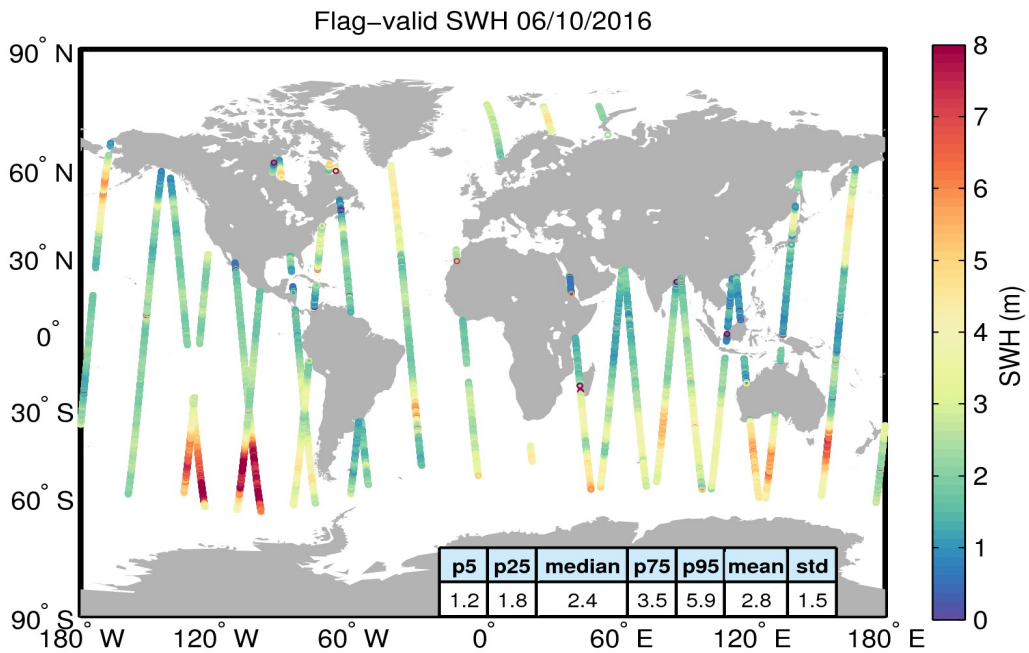 Flag−valid SWH 06/10/2016
90° N
60° N
30° N
0°
30° S
60° S
90° S
180° W
120° W
60° W
0°
60° E
120° E
180° E
p5 p25 median p75 p95 mean std
1.2 1.8 2.4 3.5 5.9 2.8 1.5
8
7
6
5
4
3
2
1
0
SWH (m)